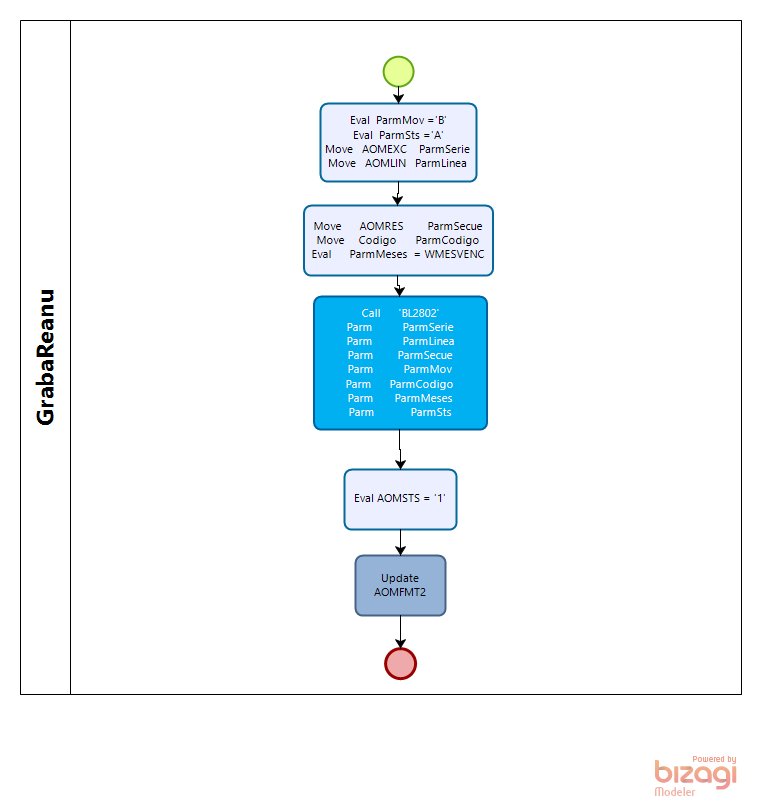 GrabaReanu
Eval ParmMov ='B'
Eval ParmSts ='A'
Move AOMEXC ParmSerie
Move AOMLIN ParmLinea
Move AOMRES ParmSecue
Move Codigo ParmCodigo
Eval ParmMeses = WMESVENC
Call 'BL2802'
Parm ParmSerie
Parm ParmLinea
Parm ParmSecue
Parm ParmMov
Parm ParmCodigo
Parm ParmMeses
Parm ParmSts
Eval AOMSTS = '1'
Update
AOMFMT2
Powered by
bizagi
Modeler